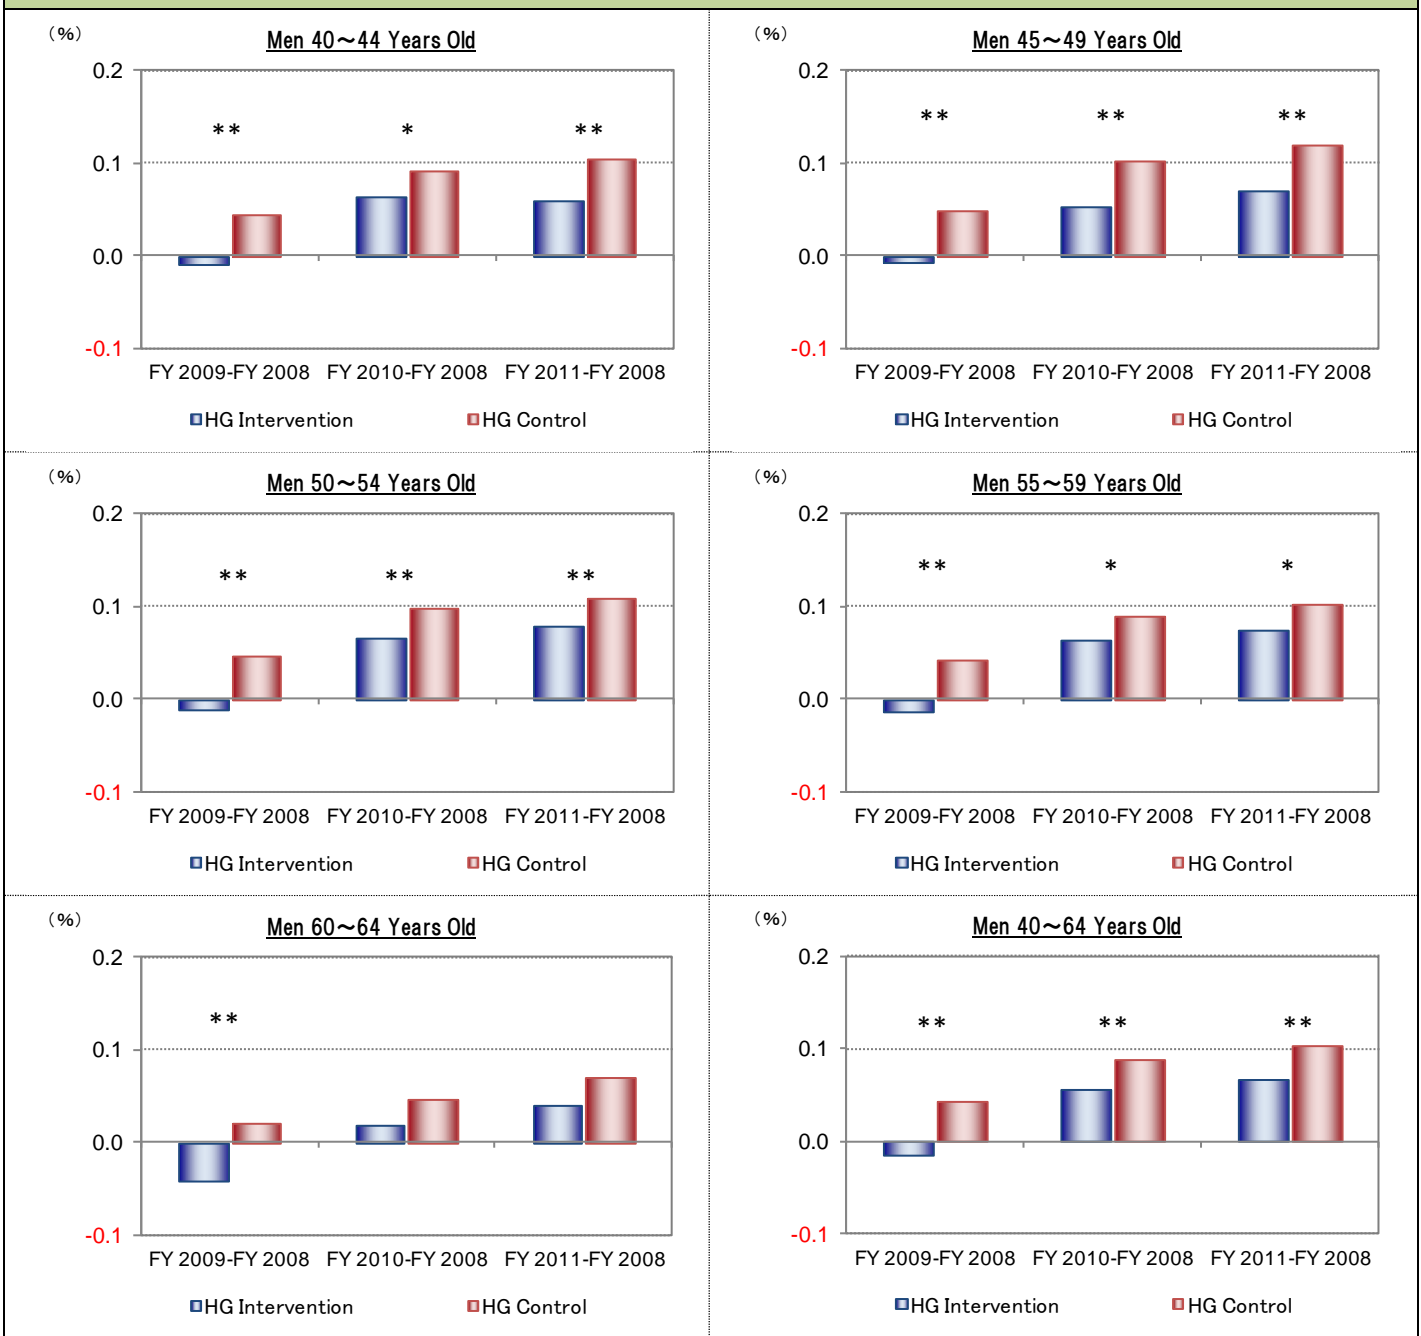 （%）
Men 40～44 Years Old
0.2
** * **
0.1
0.0
-0.1
FY 2009-FY 2008 FY 2010-FY 2008 FY 2011-FY 2008
HG Intervention HG Control
（%）
Men 45～49 Years Old
0.2
** ** **
0.1
0.0
-0.1
FY 2009-FY 2008 FY 2010-FY 2008 FY 2011-FY 2008
HG Intervention HG Control
（%）
Men 50～54 Years Old
0.2
** ** **
0.1
0.0
-0.1
FY 2009-FY 2008 FY 2010-FY 2008 FY 2011-FY 2008
HG Intervention HG Control
（%）
Men 55～59 Years Old
0.2
** * *
0.1
0.0
-0.1
FY 2009-FY 2008 FY 2010-FY 2008 FY 2011-FY 2008
HG Intervention HG Control
（%）
Men 60～64 Years Old
0.2
**
0.1
0.0
-0.1
FY 2009-FY 2008 FY 2010-FY 2008 FY 2011-FY 2008
HG Intervention HG Control
（%）
Men 40～64 Years Old
0.2
** ** **
0.1
0.0
-0.1
FY 2009-FY 2008 FY 2010-FY 2008 FY 2011-FY 2008
HG Intervention HG Control